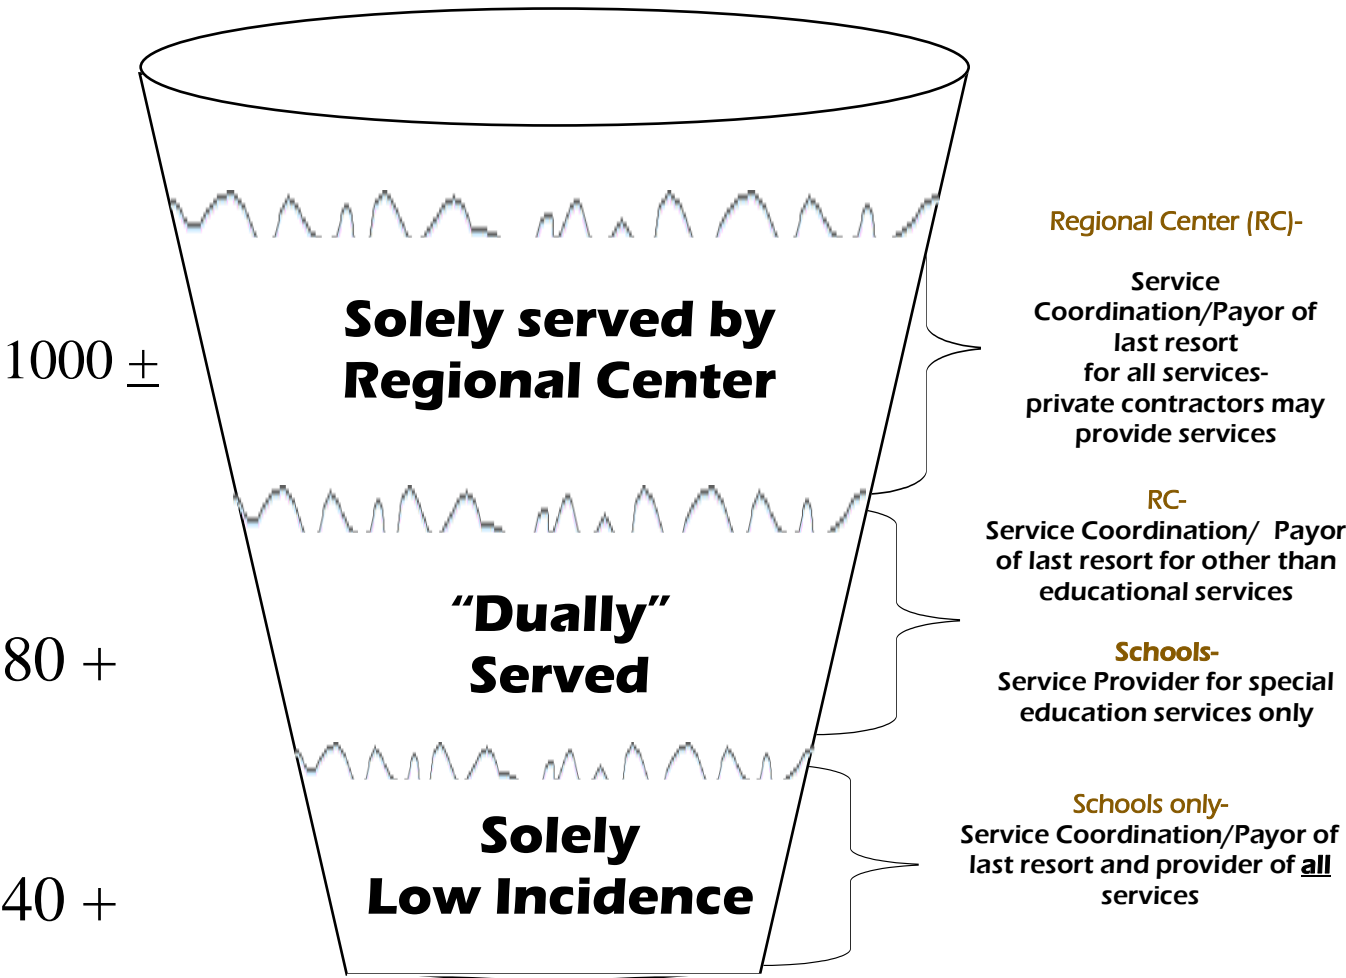 Regional Center (RC)-
Service
Coordination/Payor of
last resort
for all services-
private contractors may
provide services
1000 ±
Solely served by
Regional Center
RC-
Service Coordination/ Payor
of last resort for other than
educational services
80 +
“Dually”
Served
Schools-
Service Provider for special
education services only
Schools only-
Service Coordination/Payor of
last resort and provider of all
services
40 +
Solely
Low Incidence